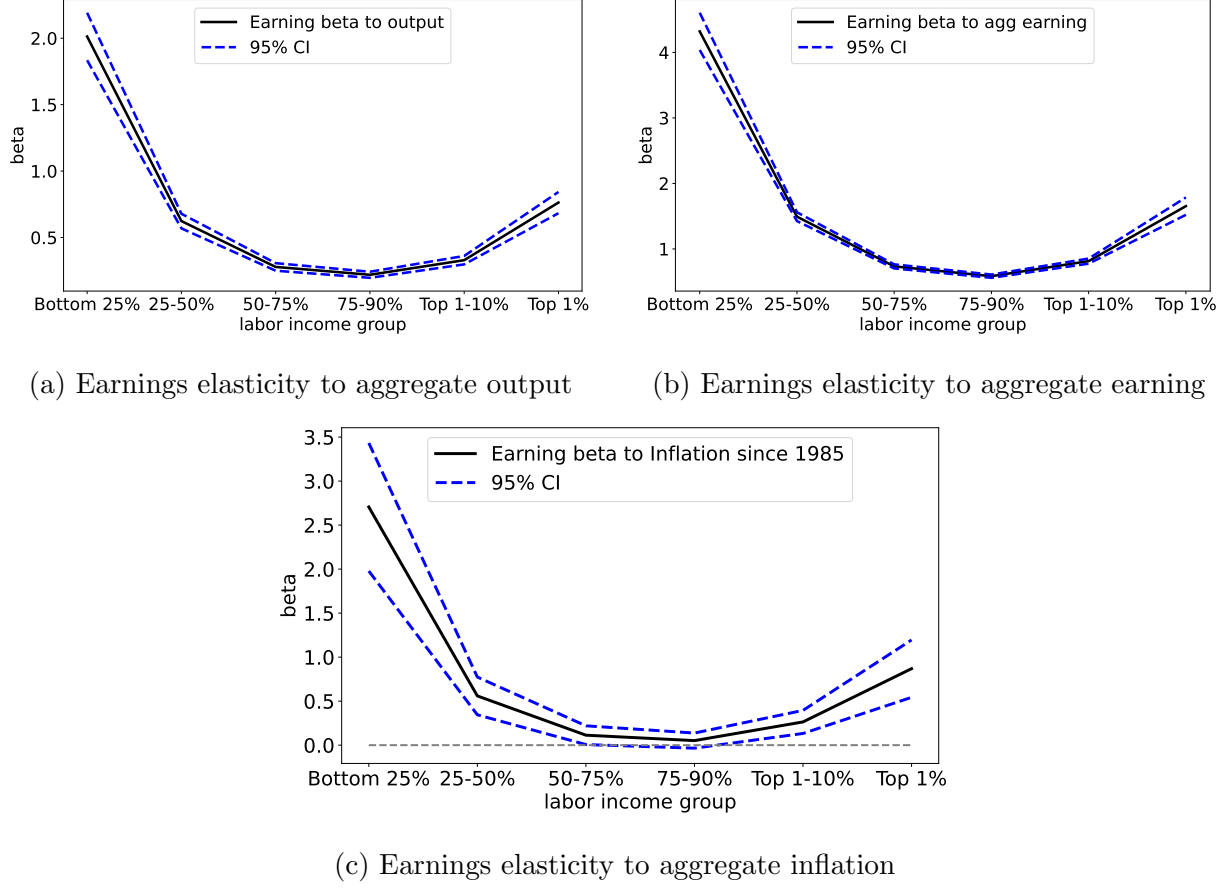 Earning beta to output
95% CI
2.0
1.5
1.0
0.5
beta
Bottom 25% 25-50% 50-75% 75-90% Top 1-10% Top 1%
labor income group
(a) Earnings elasticity to aggregate output
Earning beta to agg earning
95% CI
4
3
2
1
beta
Bottom 25% 25-50% 50-75% 75-90% Top 1-10% Top 1%
labor income group
(b) Earnings elasticity to aggregate earning
Earning beta to Inflation since 1985
95% CI
3.5
3.0
2.5
2.0
1.5
1.0
0.5
0.0
beta
Bottom 25% 25-50% 50-75% 75-90% Top 1-10% Top 1%
labor income group
(c) Earnings elasticity to aggregate inflation